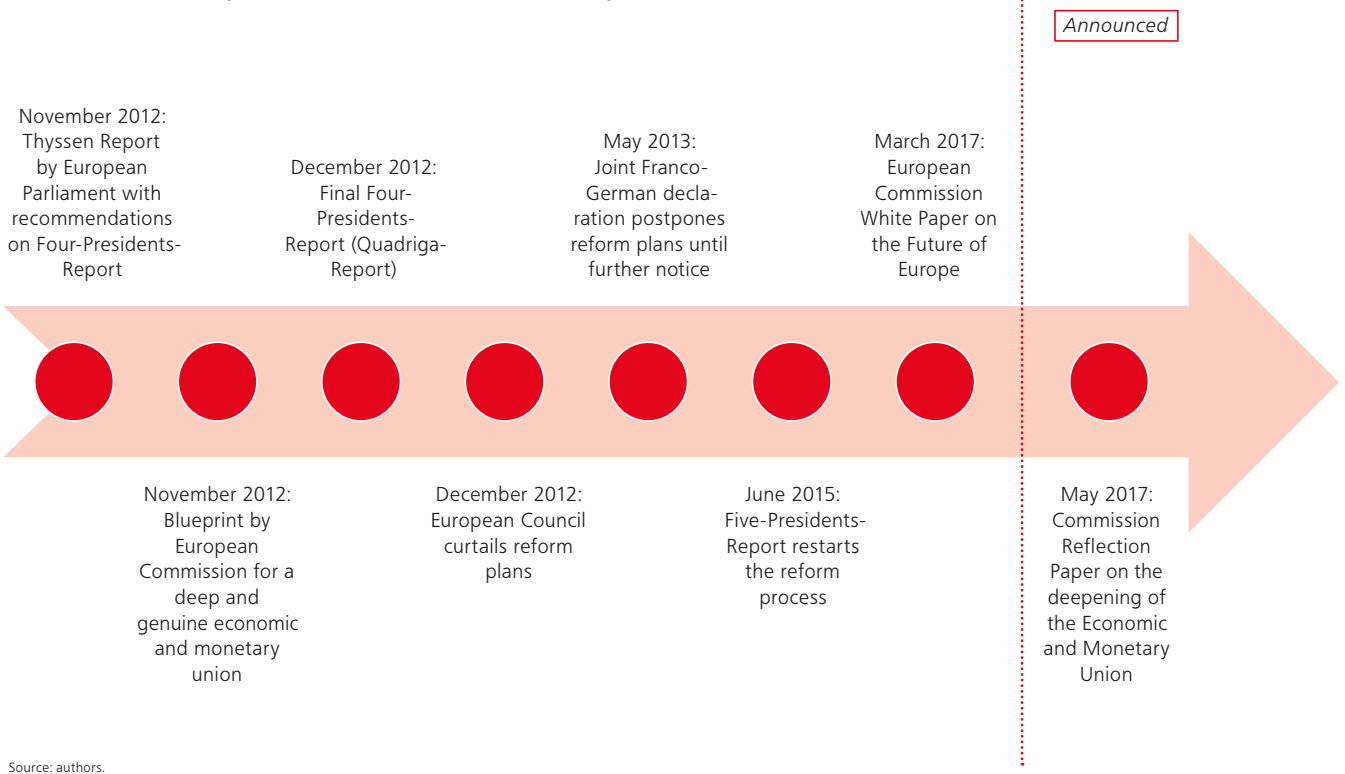 Announced
November 2012:
Thyssen Report
by European
Parliament with
recommendations
on Four-Presidents-
Report
December 2012:
Final Four-
Presidents-
Report (Quadriga-
Report)
May 2013:
Joint Franco-
German decla-
ration postpones
reform plans until
further notice
March 2017:
European
Commission
White Paper on
the Future of
Europe
November 2012:
Blueprint by
European
Commission for a
deep and
genuine economic
and monetary
union
December 2012:
European Council
curtails reform
plans
June 2015:
Five-Presidents-
Report restarts
the reform
process
May 2017:
Commission
Reflection
Paper on the
deepening of
the Economic
and Monetary
Union
Source: authors.